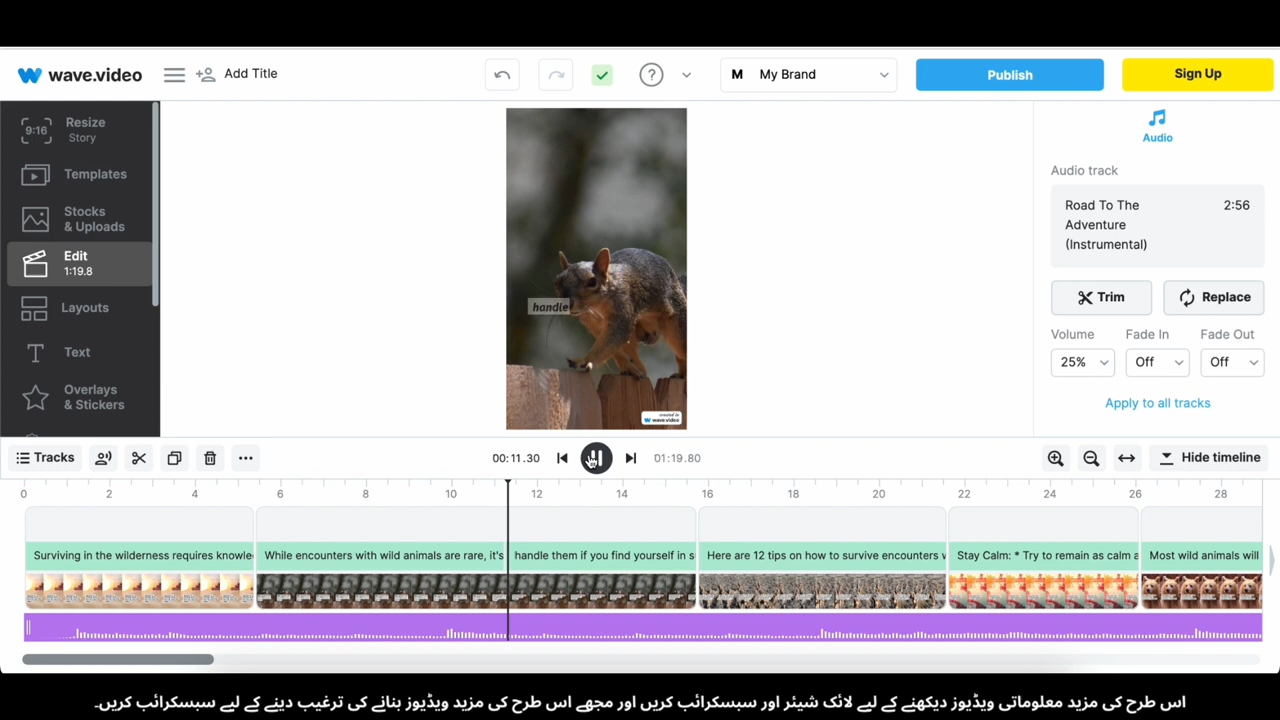 wave.video
Add Title
?
M My Brand
Publish
Sign Up
9:16
Resize
Story
Templates
Stocks
& Uploads
Edit
1:19.8
Layouts
Text
Overlays
& Stickers
handle
created in
wave.video
Audio
Audio track
Road To The 2:56
Adventure
(Instrumental)
Trim
Replace
Volume Fade In Fade Out
25% Off Off
Apply to all tracks
Tracks
00:11.30
01:19.80
Hide timeline
0 2 4 6 8 10 12 14 16 18 20 22 24 26 28
Surviving in the wilderness requires knowle
While encounters with wild animals are rare, it's
handle them if you find yourself in s
Here are 12 tips on how to survive encounters w
Stay Calm: * Try to remain as calm a
Most wild animals will
اس طرح کی مزید معلوماتی ویڈیوز دیکھنے کے لیے لائک شیئر اور سبسکرائب کریں اور مجھے اس طرح کی مزید ویڈیوز بنانے کی ترغیب دینے کے لیے سبسکرائب کریں۔